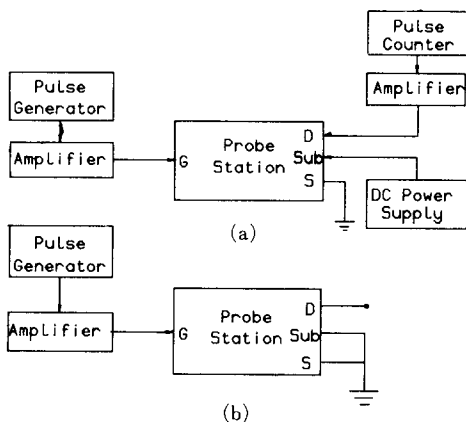 Pulse
Counter
Pulse
Generator
Amplifier
Amplifier
Probe
Station
G
D
Sub
S
DC Power
Supply
(a)
Pulse
Generator
Amplifier
Probe
Station
G
D
Sub
S
(b)